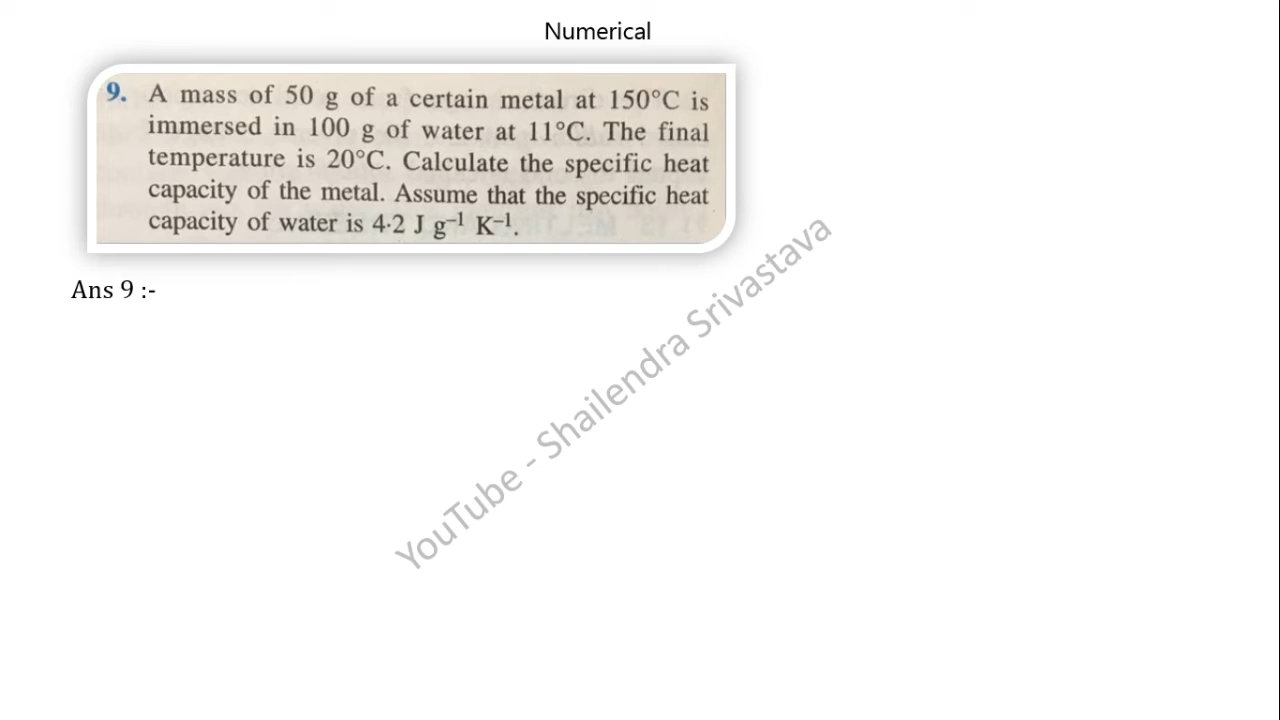 Numerical
9. A mass of 50 g of a certain metal at 150°C is
immersed in 100 g of water at 11°C. The final
temperature is 20°C. Calculate the specific heat
capacity of the metal. Assume that the specific heat
capacity of water is 4·2 J g⁻¹ K⁻¹.
Ans 9 :-
YouTube - Shailendra Srivastava